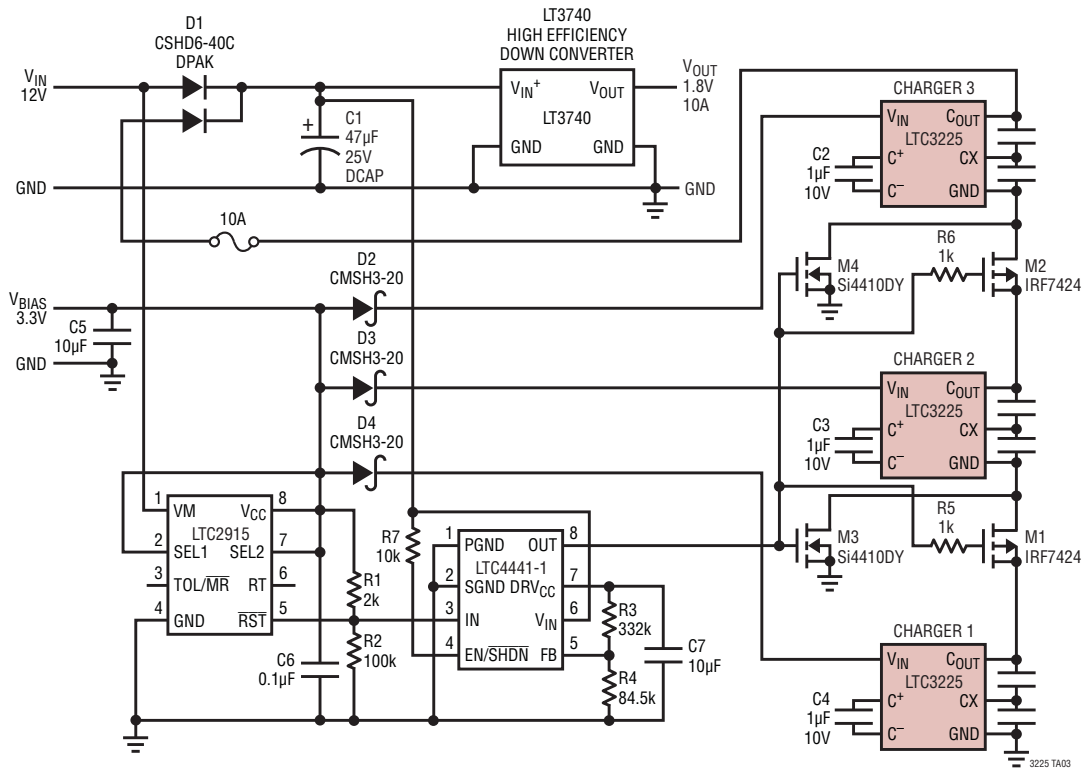 D1
CSHD6-40C
DPAK
LT3740
HIGH EFFICIENCY
DOWN CONVERTER
VIN
12V
VIN+ VOUT
LT3740
GND GND
VOUT
1.8V
10A
+
C1
47µF
25V
DCAP
GND
GND
10A
CHARGER 3
VIN COUT
LTC3225
C+ CX
C– GND
C2
1µF
10V
R6
1k
M4
Si4410DY
M2
IRF7424
VBIAS
3.3V
C5
10µF
GND
D2
CMSH3-20
D3
CMSH3-20
D4
CMSH3-20
CHARGER 2
VIN COUT
LTC3225
C+ CX
C– GND
C3
1µF
10V
R5
1k
M3
Si4410DY
M1
IRF7424
1 VM VCC 8
LTC2915
2 SEL1 SEL2 7
3 TOL/MR RT 6
4 GND RST 5
R1
2k
R2
100k
C6
0.1µF
R7
10k
1 PGND OUT 8
LTC4441-1
2 SGND DRVCC 7
3 IN VIN 6
4 EN/SHDN FB 5
R3
332k
R4
84.5k
C7
10µF
CHARGER 1
VIN COUT
LTC3225
C+ CX
C– GND
C4
1µF
10V
3225 TA03